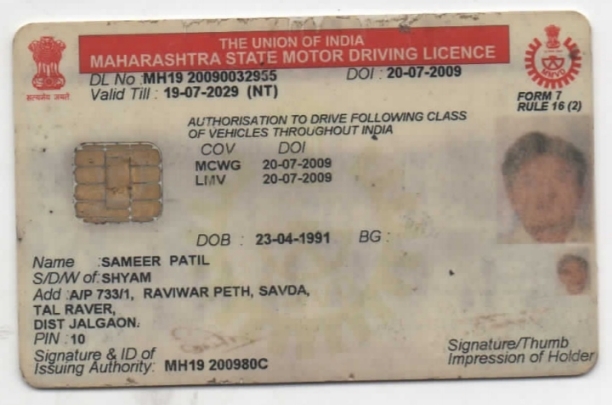 THE UNION OF INDIA
MAHARASHTRA STATE MOTOR DRIVING LICENCE
DL No :MH19 20090032955 DOI : 20-07-2009
Valid Till : 19-07-2029 (NT)
FORM 7
RULE 16 (2)
सत्यमेव जयते
AUTHORISATION TO DRIVE FOLLOWING CLASS
OF VEHICLES THROUGHOUT INDIA
COV DOI
MCWG 20-07-2009
LMV 20-07-2009
DOB : 23-04-1991 BG :
Name :SAMEER PATIL
S/D/W of:SHYAM
Add :A/P 733/1, RAVIWAR PETH, SAVDA,
TAL RAVER,
DIST JALGAON.
PIN :10
Signature & ID of
Issuing Authority: MH19 200980C
Signature/Thumb
Impression of Holder